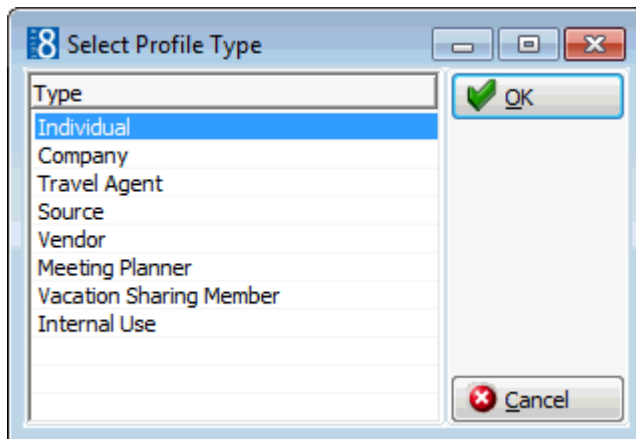 8 Select Profile Type
Type
Individual
Company
Travel Agent
Source
Vendor
Meeting Planner
Vacation Sharing Member
Internal Use
OK
Cancel